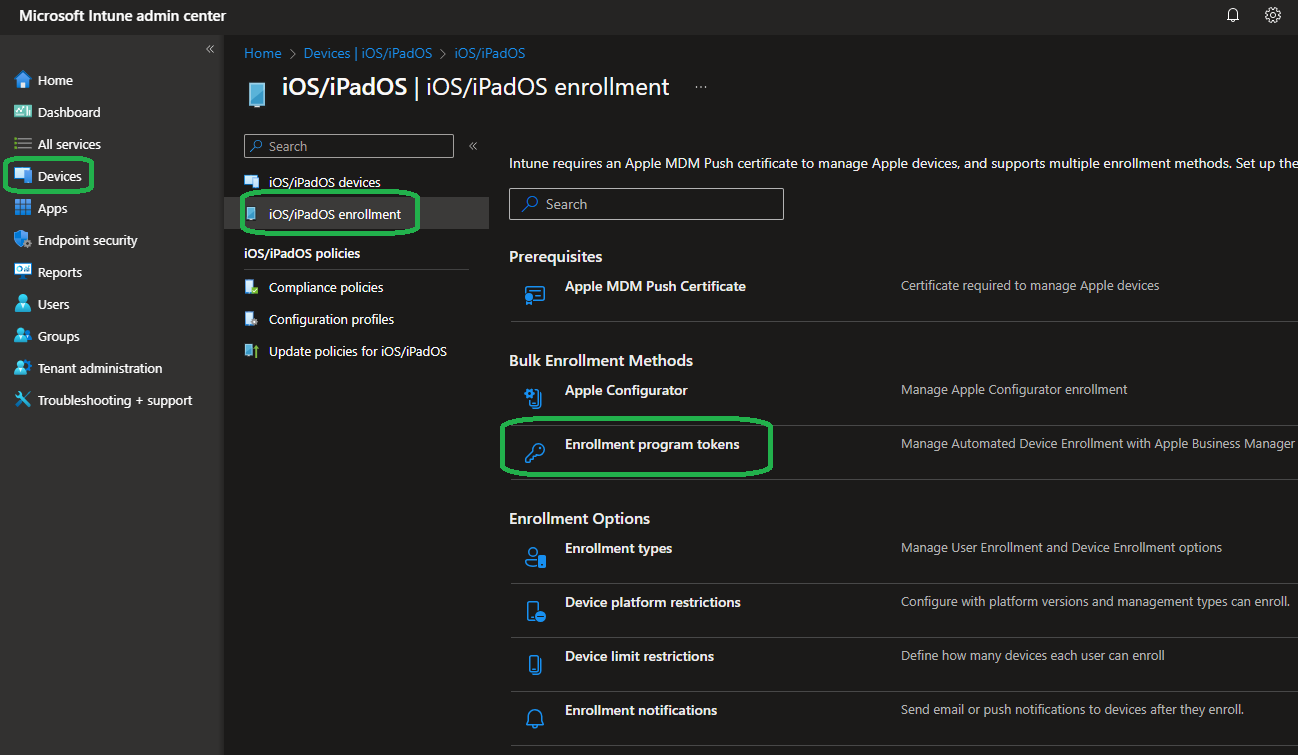 Microsoft Intune admin center
Home
Dashboard
All services
Devices
Apps
Endpoint security
Reports
Users
Groups
Tenant administration
Troubleshooting + support
Home > Devices | iOS/iPadOS > iOS/iPadOS
iOS/iPadOS | iOS/iPadOS enrollment ...
Search
iOS/iPadOS devices
iOS/iPadOS enrollment
iOS/iPadOS policies
Compliance policies
Configuration profiles
Update policies for iOS/iPadOS
Intune requires an Apple MDM Push certificate to manage Apple devices, and supports multiple enrollment methods. Set up the
Search
Prerequisites
Apple MDM Push Certificate Certificate required to manage Apple devices
Bulk Enrollment Methods
Apple Configurator Manage Apple Configurator enrollment
Enrollment program tokens Manage Automated Device Enrollment with Apple Business Manager
Enrollment Options
Enrollment types Manage User Enrollment and Device Enrollment options
Device platform restrictions Configure with platform versions and management types can enroll.
Device limit restrictions Define how many devices each user can enroll
Enrollment notifications Send email or push notifications to devices after they enroll.